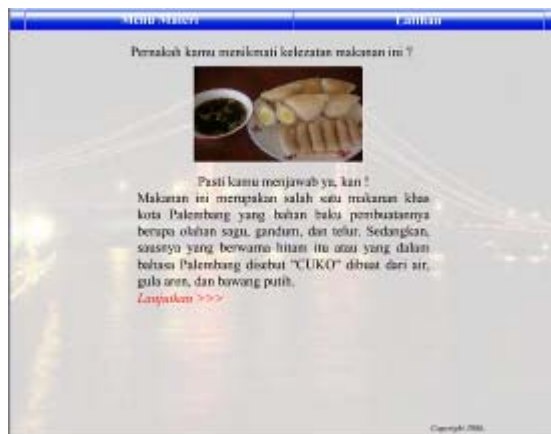 Menu Materi
Latihan
Pernakah kamu menikmati kelezatan makanan ini ?
Pasti kamu menjawab ya, kan !
Makanan ini merupakan salah satu makanan khas
kota Palembang yang bahan baku pembuatannya
berupa olahan sagu, gandum, dan telur. Sedangkan,
sausnya yang berwarna hitam itu atau yang dalam
bahasa Palembang disebut "CUKO" dibuat dari air,
gula aren, dan bawang putih.
Lanjutkan >>>
Copyright 2006.